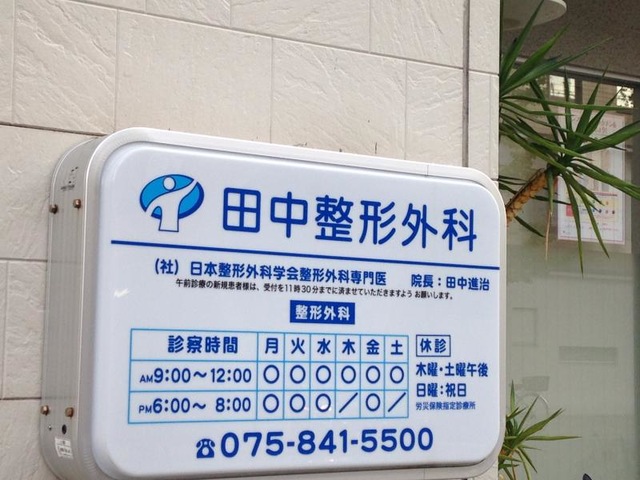 田中整形外科
（社）日本整形外科学会整形外科専門医　院長：田中進治
午前診療の新規患者様は、受付を11時30分までに済ませていただきますよう お願いします。
整形外科
診察時間 月 火 水 木 金 土
AM 9:00～12:00 ○ ○ ○ ○ ○ ○
PM 6:00～ 8:00 ○ ○ ○ ／ ○ ／
休診
木曜・土曜午後
日曜：祝日
労災保険指定診療所
☎075-841-5500